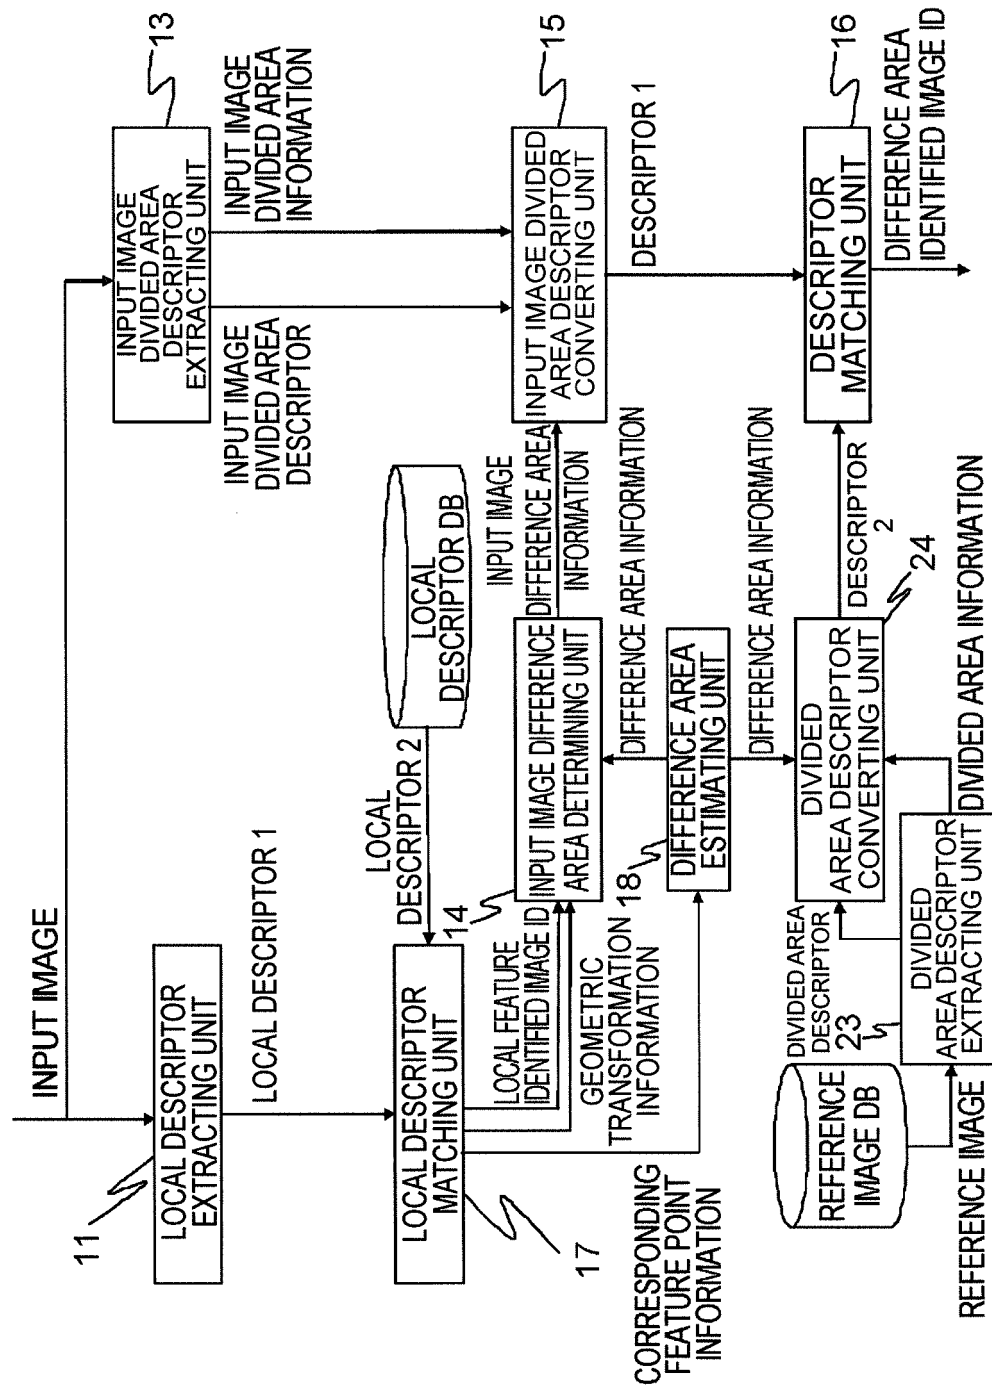 INPUT IMAGE
11
LOCAL DESCRIPTOR
EXTRACTING UNIT
LOCAL DESCRIPTOR 1
INPUT IMAGE
DIVIDED AREA
DESCRIPTOR
EXTRACTING UNIT
13
INPUT IMAGE
DIVIDED AREA
DESCRIPTOR
INPUT IMAGE
DIVIDED AREA
INFORMATION
LOCAL
DESCRIPTOR DB
LOCAL
DESCRIPTOR 2
LOCAL DESCRIPTOR
MATCHING UNIT
17
LOCAL FEATURE
IDENTIFIED IMAGE ID
GEOMETRIC
TRANSFORMATION
INFORMATION
CORRESPONDING
FEATURE POINT
INFORMATION
14
INPUT IMAGE DIFFERENCE
AREA DETERMINING UNIT
INPUT IMAGE
DIFFERENCE AREA
INFORMATION
INPUT IMAGE DIVIDED
AREA DESCRIPTOR
CONVERTING UNIT
15
DESCRIPTOR 1
DIFFERENCE AREA INFORMATION
18
DIFFERENCE AREA
ESTIMATING UNIT
DIFFERENCE AREA INFORMATION
REFERENCE
IMAGE DB
REFERENCE IMAGE
23
DIVIDED
AREA DESCRIPTOR
EXTRACTING UNIT
DIVIDED AREA
DESCRIPTOR
DIVIDED AREA INFORMATION
DIVIDED
AREA DESCRIPTOR
CONVERTING UNIT
24
DESCRIPTOR
2
DESCRIPTOR
MATCHING UNIT
16
DIFFERENCE AREA
IDENTIFIED IMAGE ID